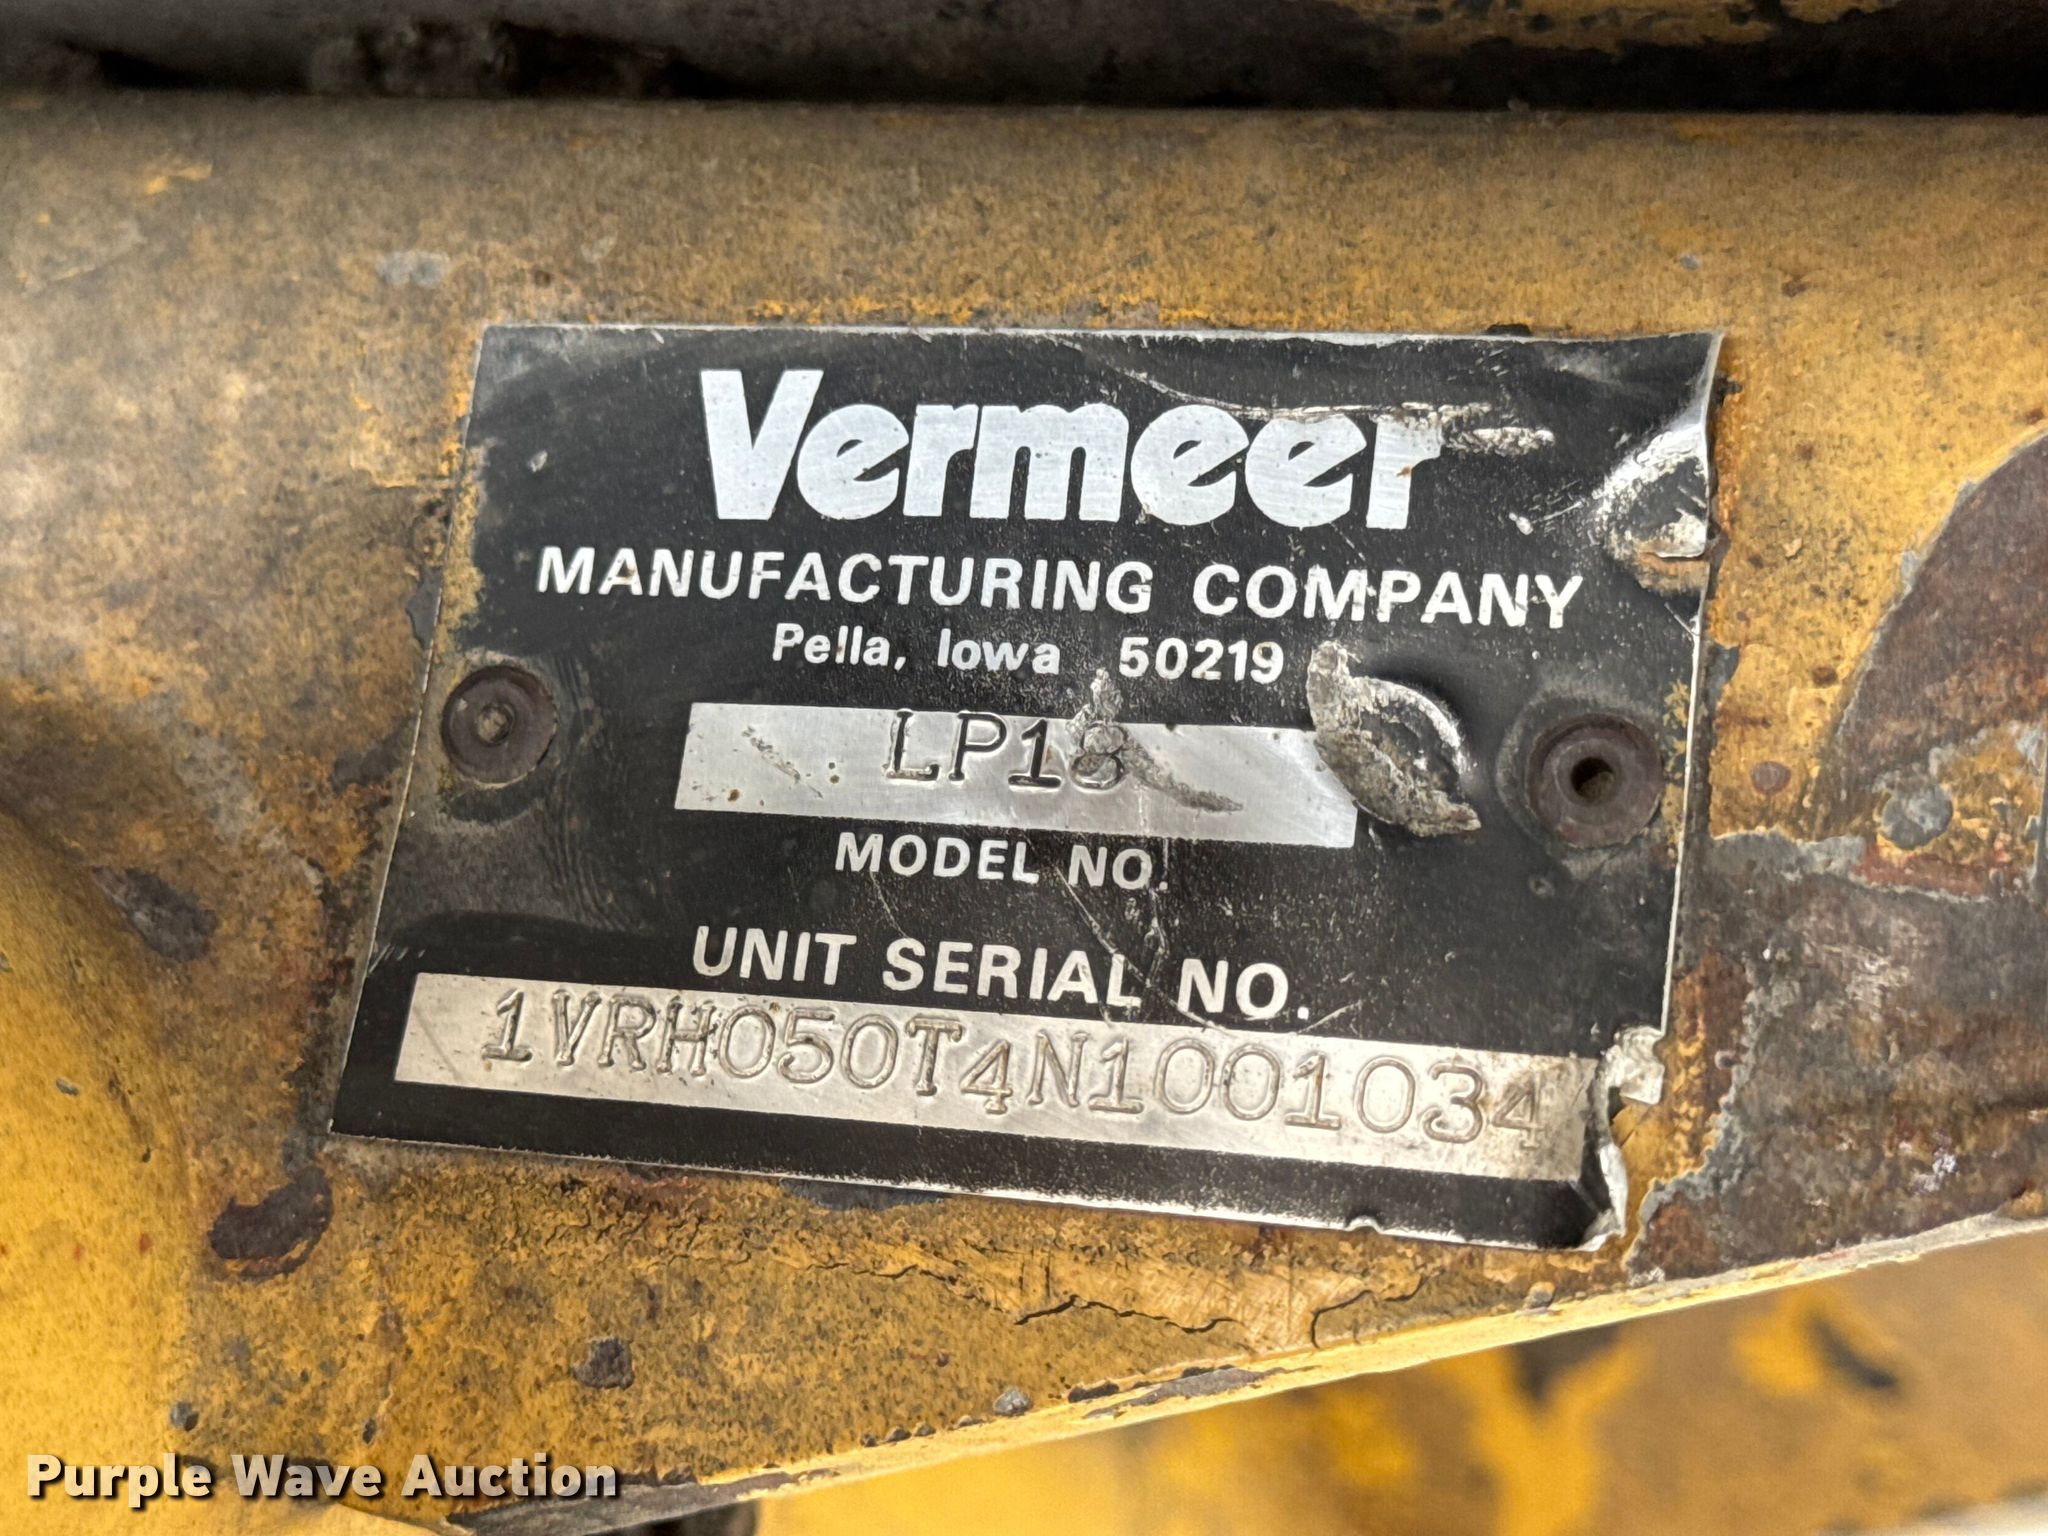 Vermeer
MANUFACTURING COMPANY
Pella, Iowa 50219
LP18
MODEL NO.
UNIT SERIAL NO.
1VRH050T4N1001034
Purple Wave Auction